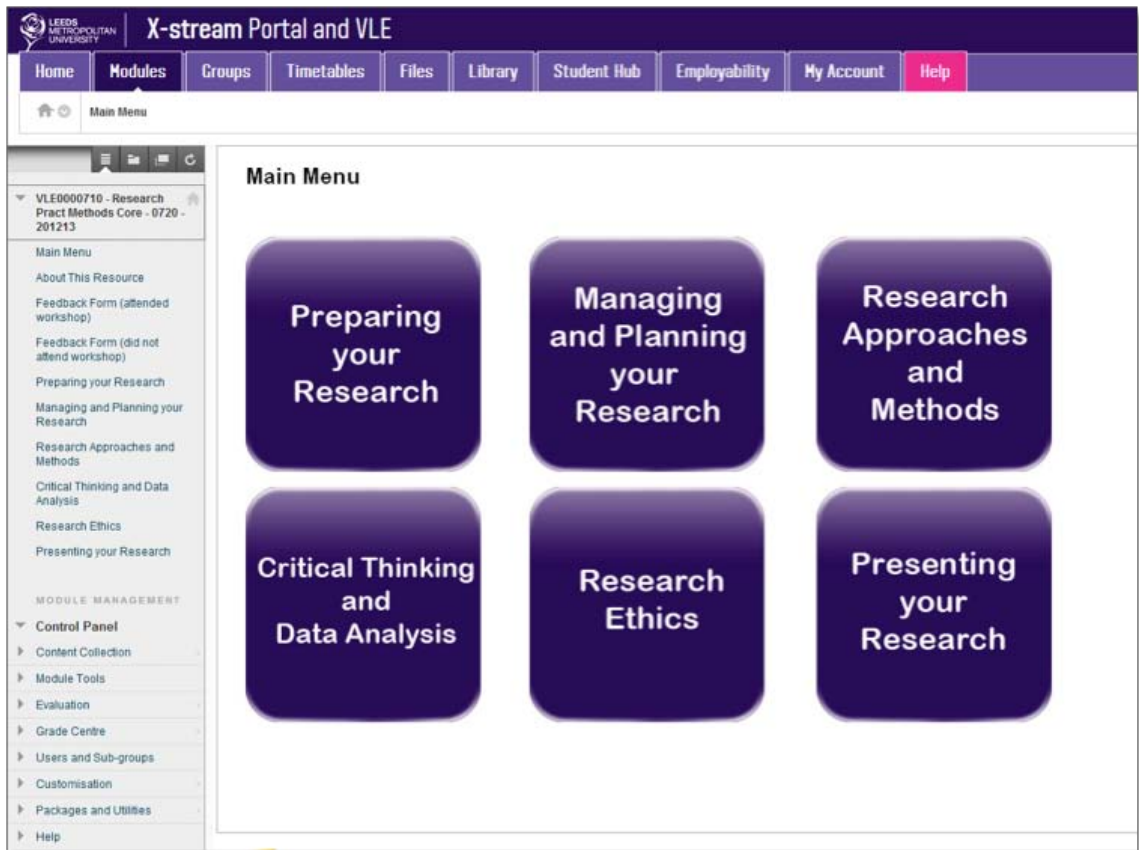 LEEDS
METROPOLITAN
UNIVERSITY
X-stream Portal and VLE
Home Modules Groups Timetables Files Library Student Hub Employability My Account Help
Main Menu
VLE0000710 - Research
Pract Methods Core - 0720 -
201213
Main Menu
About This Resource
Feedback Form (attended
workshop)
Feedback Form (did not
attend workshop)
Preparing your Research
Managing and Planning your
Research
Research Approaches and
Methods
Critical Thinking and Data
Analysis
Research Ethics
Presenting your Research
MODULE MANAGEMENT
Control Panel
Content Collection
Module Tools
Evaluation
Grade Centre
Users and Sub-groups
Customisation
Packages and Utilities
Help
Main Menu
Preparing
your
Research
Managing
and Planning
your
Research
Research
Approaches
and
Methods
Critical Thinking
and
Data Analysis
Research
Ethics
Presenting
your
Research